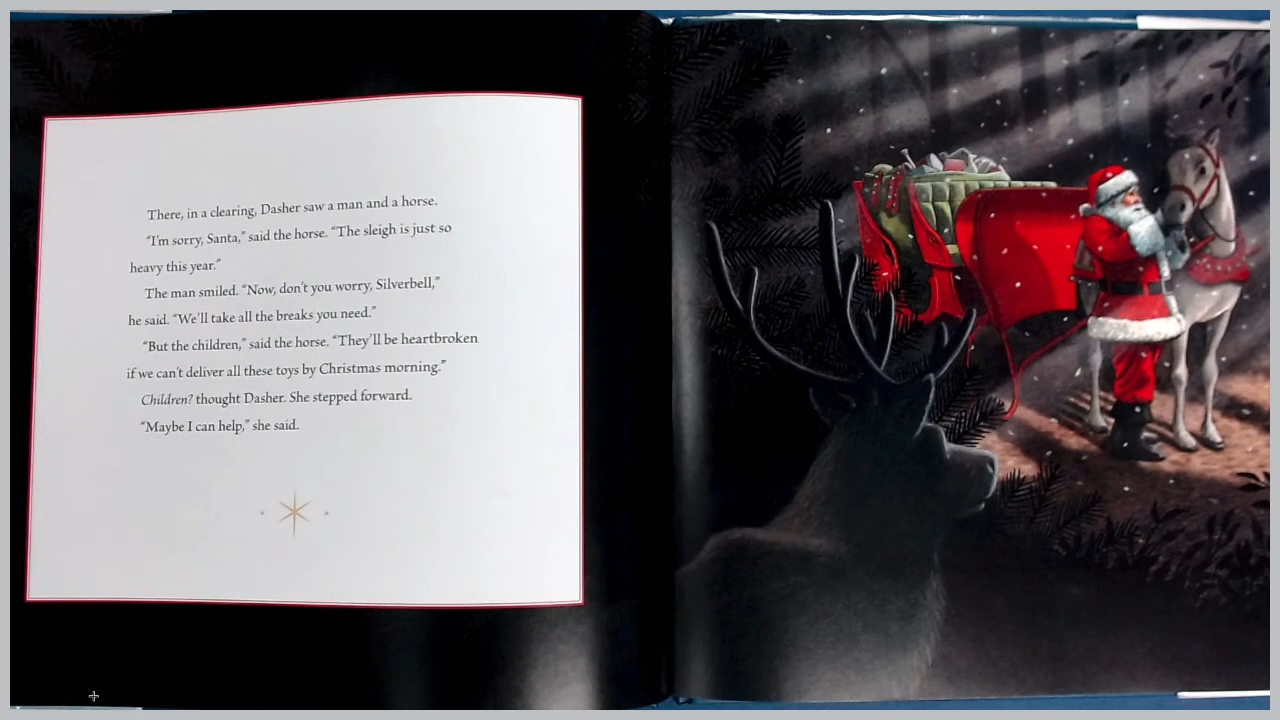 There, in a clearing, Dasher saw a man and a horse.
“I’m sorry, Santa,” said the horse. “The sleigh is just so
heavy this year.”
The man smiled. “Now, don’t you worry, Silverbell,”
he said. “We’ll take all the breaks you need.”
“But the children,” said the horse. “They’ll be heartbroken
if we can’t deliver all these toys by Christmas morning.”
Children? thought Dasher. She stepped forward.
“Maybe I can help,” she said.